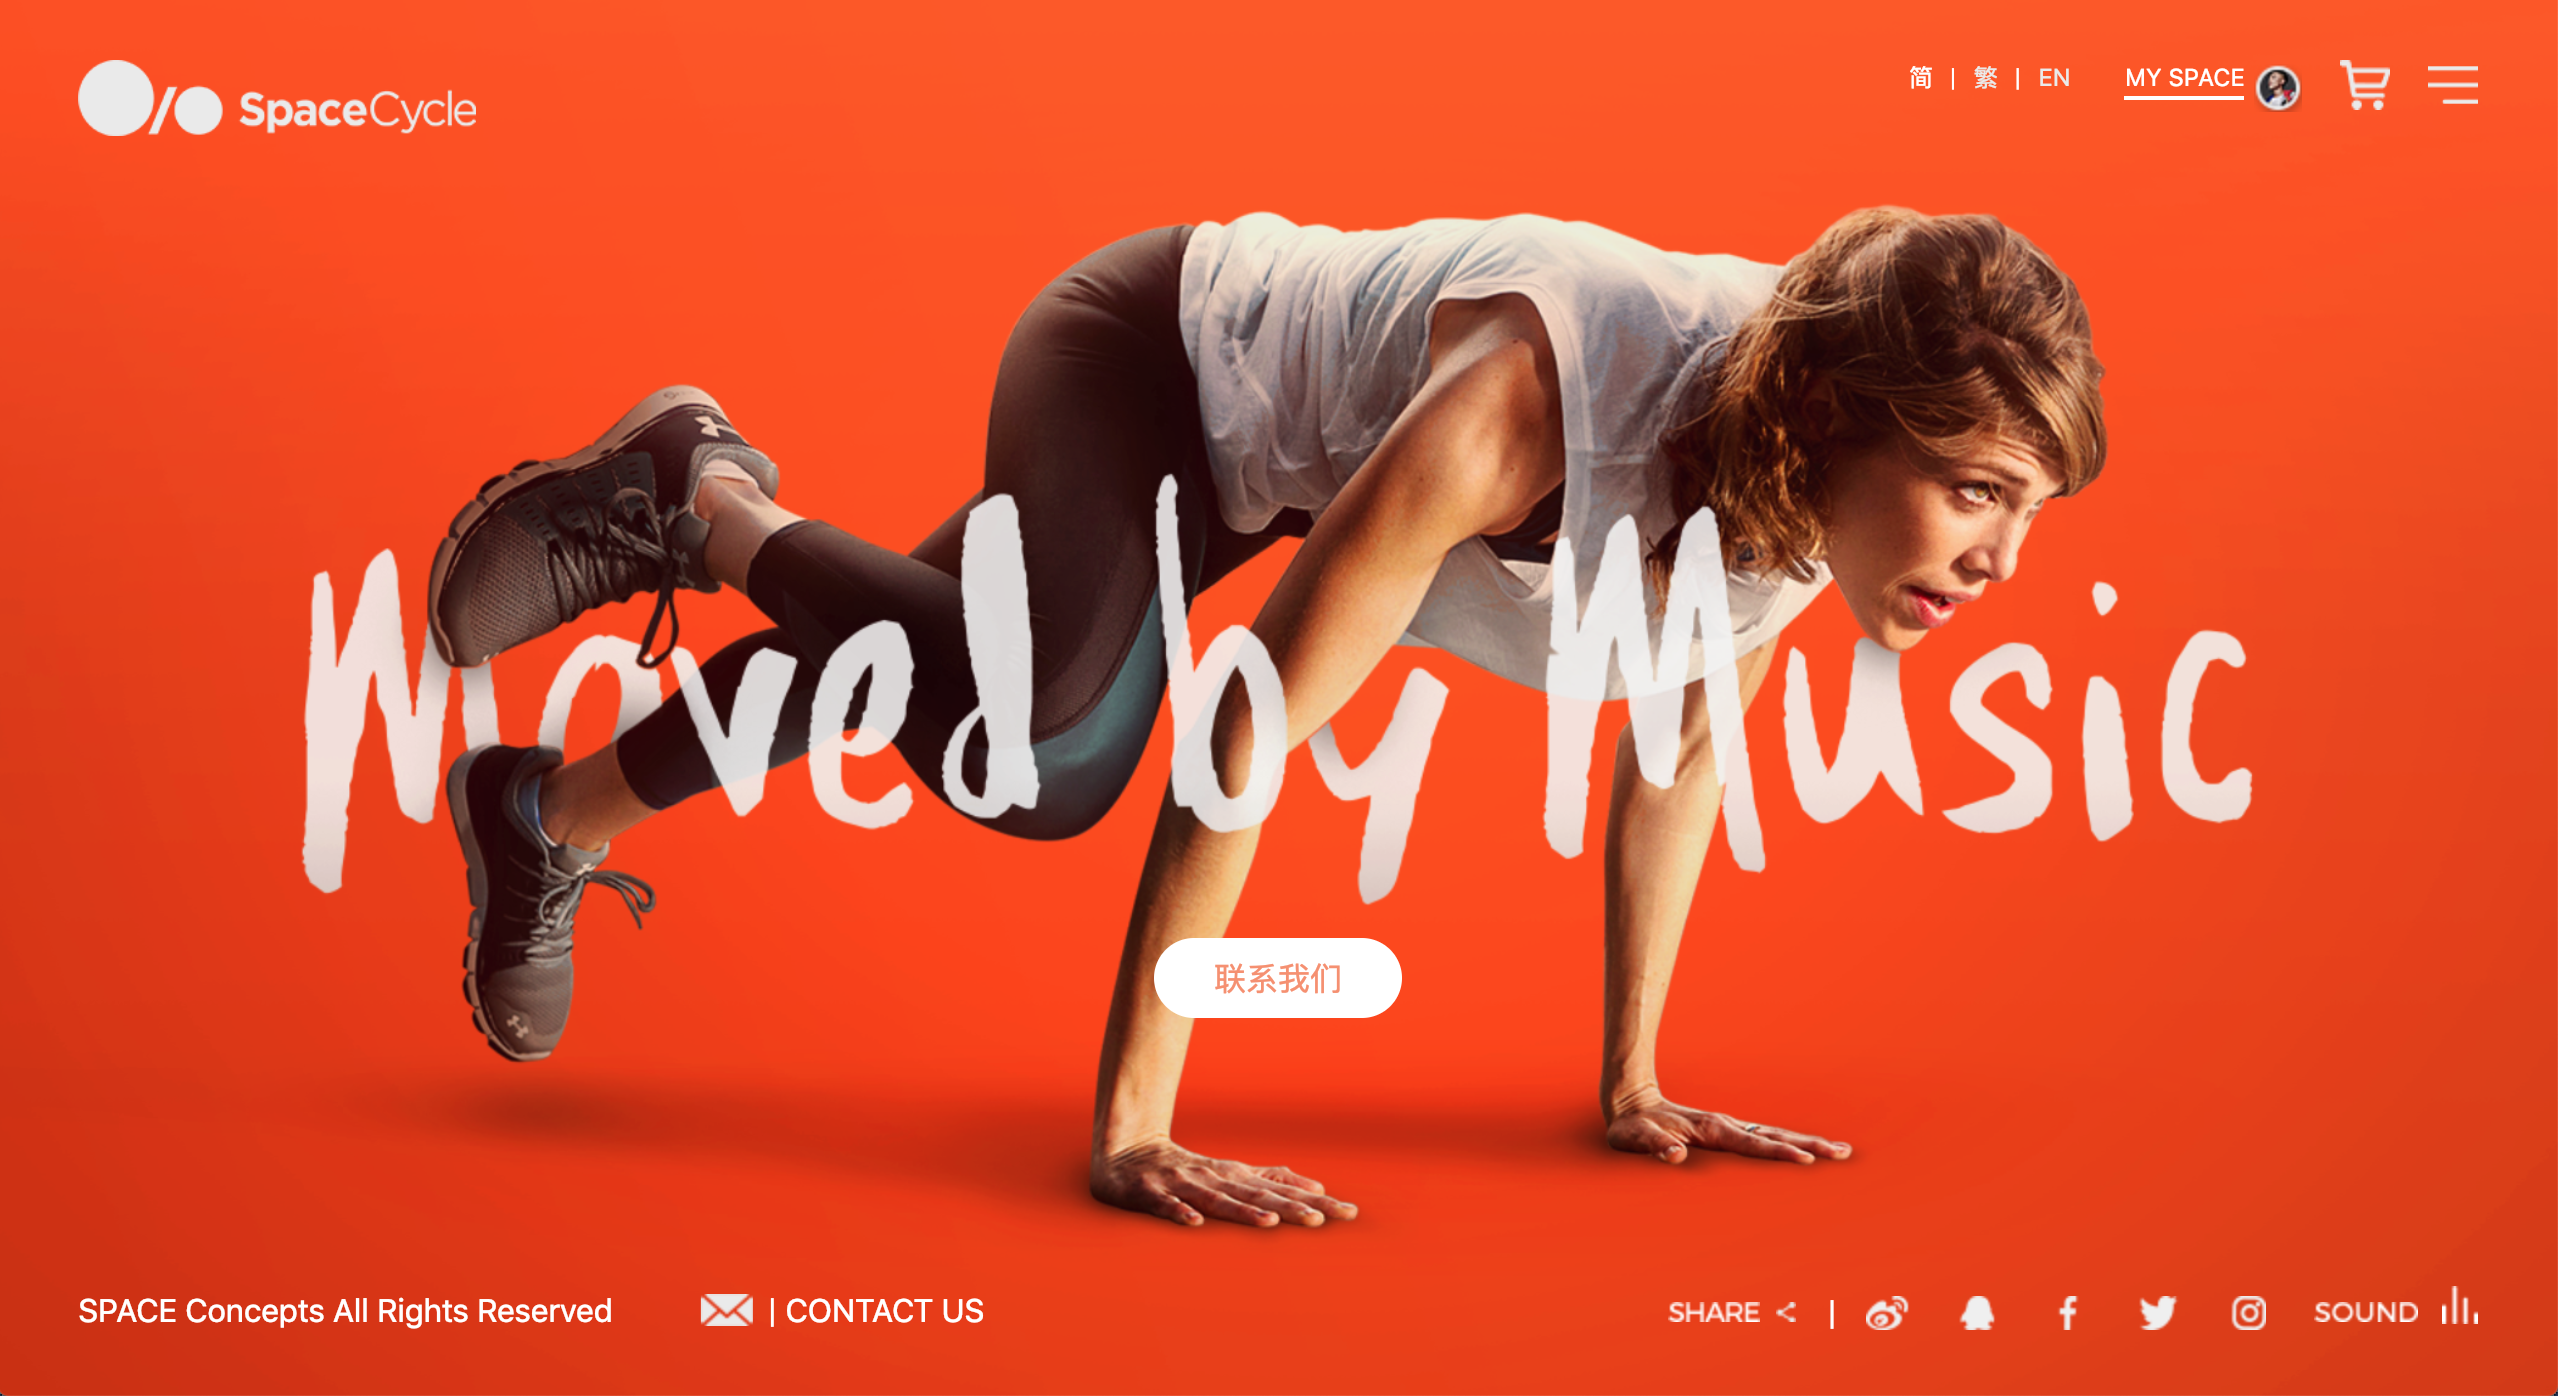 SpaceCycle
简 | 繁 | EN
MY SPACE
Moved by Music
联系我们
SPACE Concepts All Rights Reserved
| CONTACT US
SHARE |
SOUND